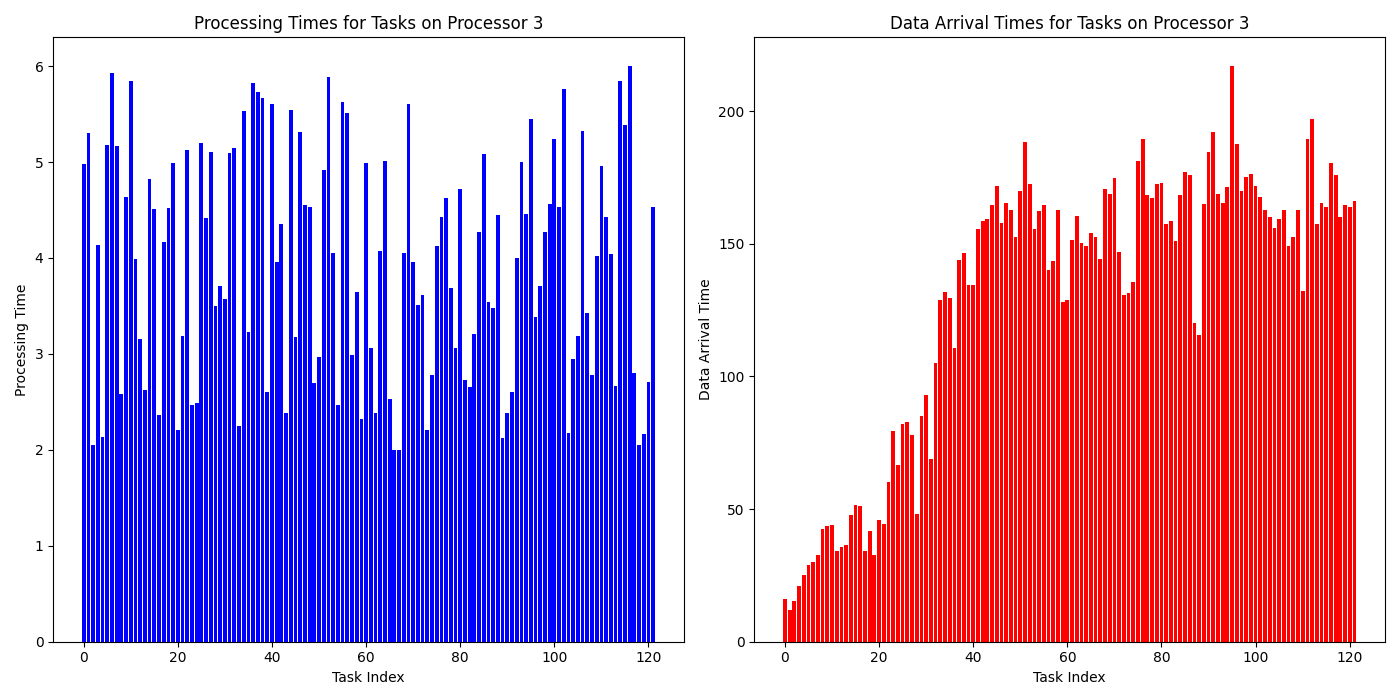 Processing Times for Tasks on Processor 3
Processing Time
6
5
4
3
2
1
0
0 20 40 60 80 100 120
Task Index
Data Arrival Times for Tasks on Processor 3
Data Arrival Time
200
150
100
50
0
0 20 40 60 80 100 120
Task Index